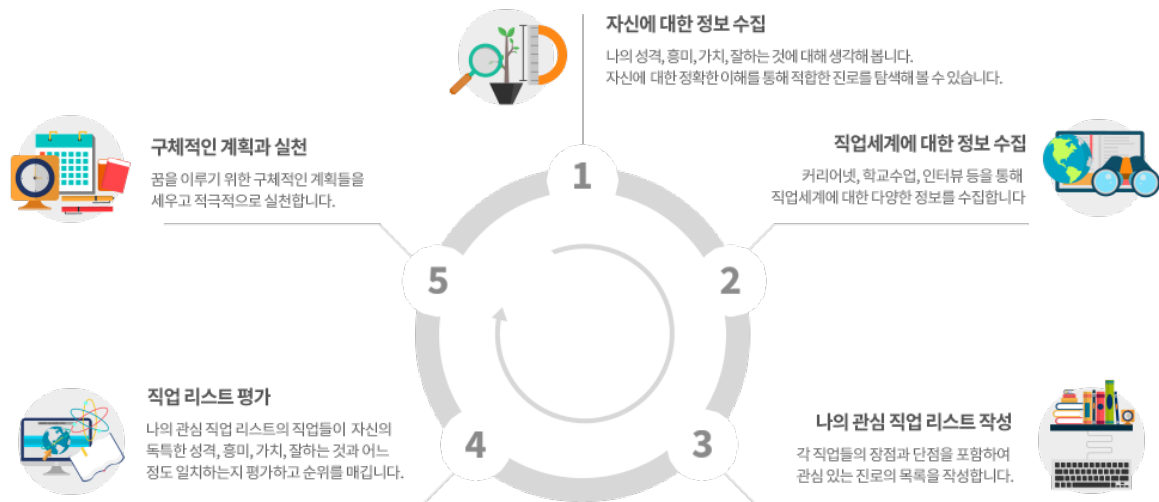 자신에 대한 정보 수집
나의 성격, 흥미, 가치, 잘하는 것에 대해 생각해 봅니다.
자신에 대한 정확한 이해를 통해 적합한 진로를 탐색해 볼 수 있습니다.
1
직업세계에 대한 정보 수집
커리어넷, 학교수업, 인터뷰 등을 통해
직업세계에 대한 다양한 정보를 수집합니다
2
나의 관심 직업 리스트 작성
각 직업들의 장점과 단점을 포함하여
관심 있는 진로의 목록을 작성합니다.
3
직업 리스트 평가
나의 관심 직업 리스트의 직업들이 자신의
독특한 성격, 흥미, 가치, 잘하는 것과 어느
정도 일치하는지 평가하고 순위를 매깁니다.
4
구체적인 계획과 실천
꿈을 이루기 위한 구체적인 계획들을
세우고 적극적으로 실천합니다.
5